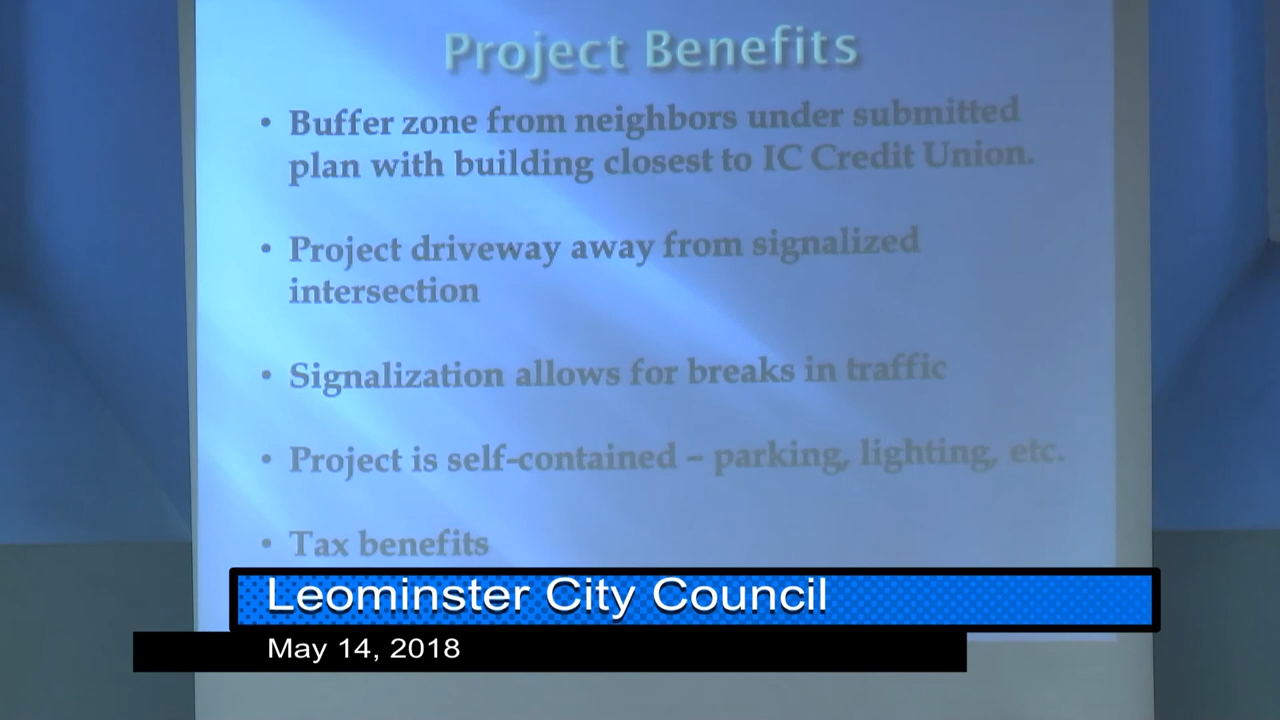 Project Benefits
• Buffer zone from neighbors under submitted
plan with building closest to IC Credit Union.
• Project driveway away from signalized
intersection
• Signalization allows for breaks in traffic
• Project is self-contained – parking, lighting, etc.
• Tax benefits
Leominster City Council
May 14, 2018